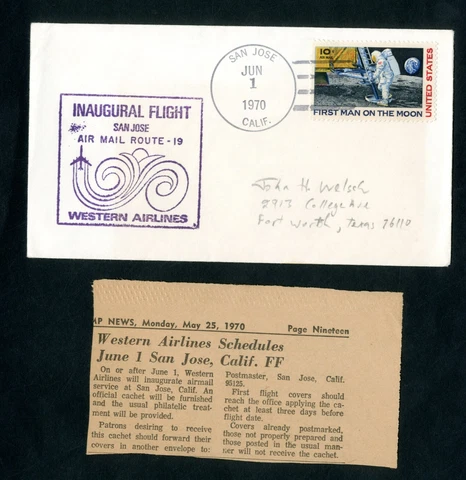 SAN JOSE
JUN
1
1970
CALIF.
10¢
AIR MAIL
UNITED STATES
FIRST MAN ON THE MOON
INAUGURAL FLIGHT
SAN JOSE
AIR MAIL ROUTE-19
WESTERN AIRLINES
John H Welsch
2913 College Ave
Fort Worth, Texas 76110
MP NEWS, Monday, May 25, 1970 Page Nineteen
Western Airlines Schedules
June 1 San Jose, Calif. FF
On or after June 1, Western
Airlines will inaugurate airmail
service at San Jose, Calif. An
official cachet will be furnished
and the usual philatelic treat-
ment will be provided.
Patrons desiring to receive
this cachet should forward their
covers in another envelope to:
Postmaster, San Jose, Calif.
95125.
First flight covers should
reach the office applying the ca-
chet at least three days before
flight date.
Covers already postmarked,
those not properly prepared and
those posted in the usual man-
ner will not receive the cachet.